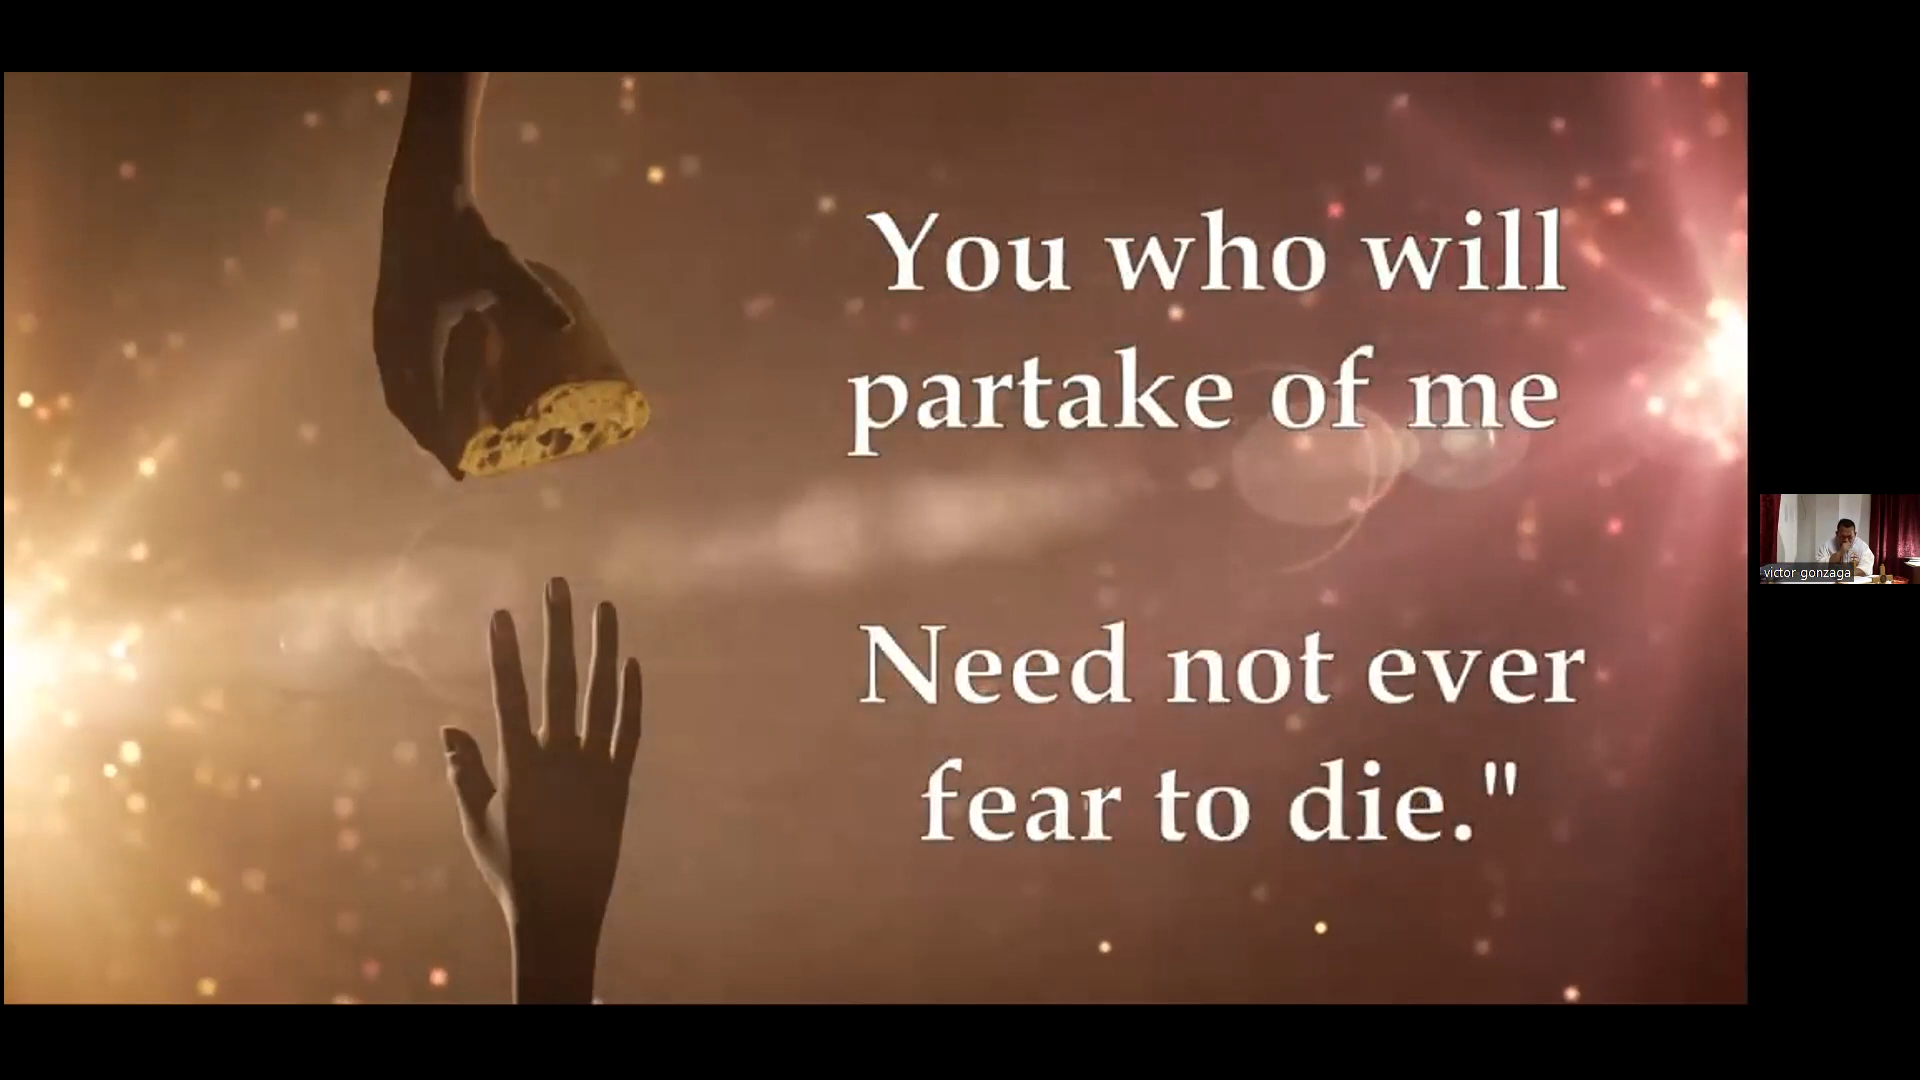 You who will
partake of me
Need not ever
fear to die."
victor gonzaga